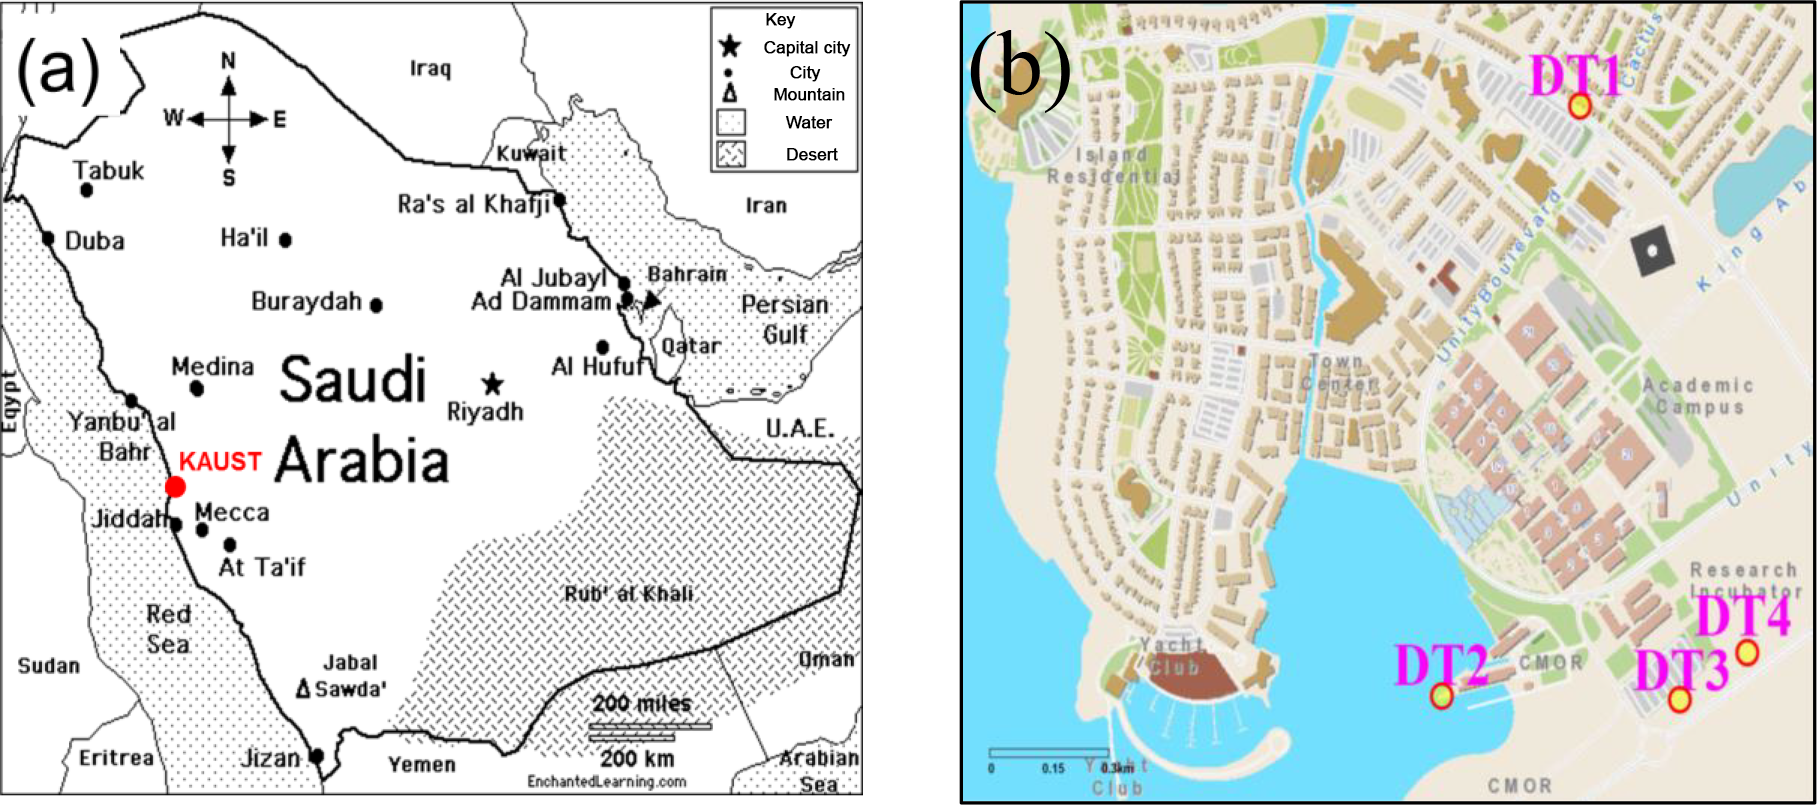 (a)
Key
Capital city
City
Mountain
Water
Desert
N
W E
S
Iraq
Kuwait
Iran
Tabuk
Ra's al Khafji
Duba
Ha'il
Al Jubayl
Bahrain
Buraydah
Ad Dammam
Persian
Gulf
Qatar
Medina
Al Hufuf
Saudi
Riyadh
Egypt
Yanbu' al
Bahr
U.A.E.
KAUST
Arabia
Jiddah
Mecca
At Ta'if
Rub' al Khali
Red
Sea
Sudan
Jabal
Sawda'
Oman
200 miles
200 km
Eritrea
Jizan
Yemen
Arabian
Sea
EnchantedLearning.com
(b)
DT1
Cactus
Island
Residential
King Ab
Unity Boulevard
Town
Center
Academic
Campus
Unity
Research
Incubator
DT4
Yacht
Club
DT2
CMOR
DT3
0 0.15 0.3km
Yacht
Club
CMOR